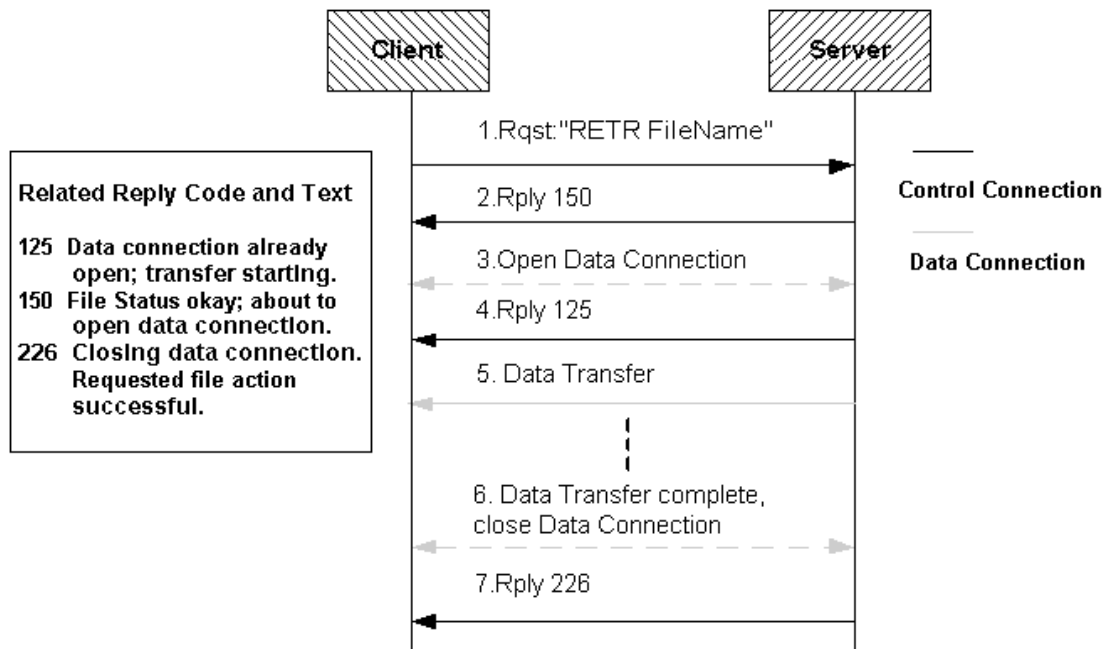 Client
Server
1.Rqst:"RETR FileName"
Related Reply Code and Text
125 Data connection already
open; transfer starting.
150 File Status okay; about to
open data connection.
226 Closing data connection.
Requested file action
successful.
2.Rply 150
3.Open Data Connection
4.Rply 125
5. Data Transfer
6. Data Transfer complete,
close Data Connection
7.Rply 226
Control Connection
Data Connection